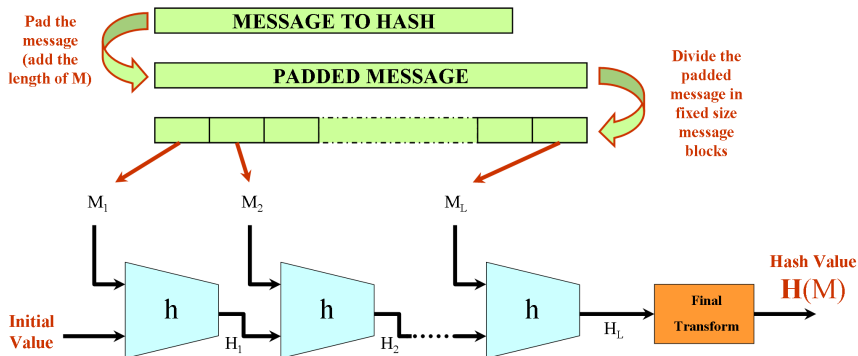 Pad the
message
(add the
length of M)
MESSAGE TO HASH
PADDED MESSAGE
Divide the
padded
message in
fixed size
message
blocks
M1
M2
ML
h
h
h
Initial
Value
H1
H2
HL
Final
Transform
Hash Value
H(M)